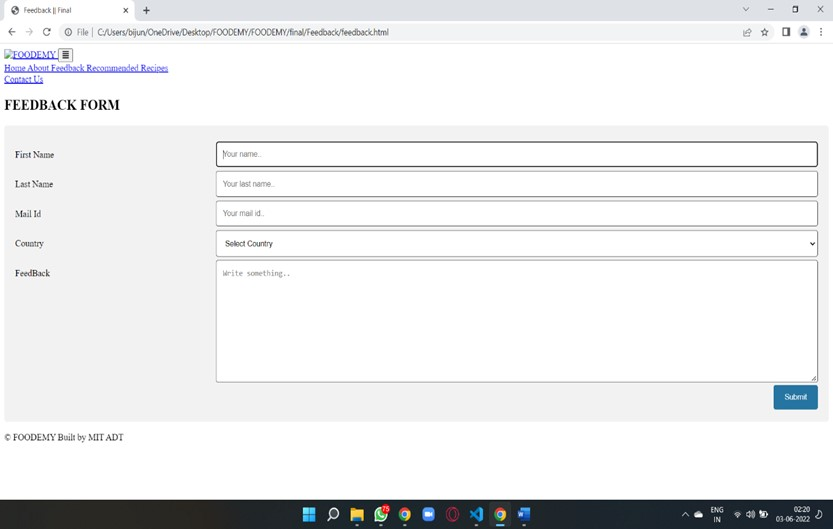 Feedback || Final
File | C:/Users/bijun/OneDrive/Desktop/FOODEMY/FOODEMY/final/Feedback/feedback.html
FOODEMY
Home About Feedback Recommended Recipes
Contact Us
FEEDBACK FORM
First Name Your name..
Last Name Your last name..
Mail Id Your mail id..
Country Select Country
FeedBack Write something..
Submit
© FOODEMY Built by MIT ADT
75
ENG 02:20
IN 03-06-2022